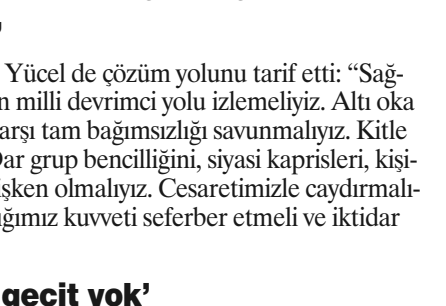 Yücel de çözüm yolunu tarif etti: “Sağ-
n milli devrimci yolu izlemeliyiz. Altı oka
arşı tam bağımsızlığı savunmalıyız. Kitle
Dar grup bencilliğini, siyasi kaprisleri, kişi-
işken olmalıyız. Cesaretimizle caydırmalı-
ığımız kuvveti seferber etmeli ve iktidar
geçit yok’